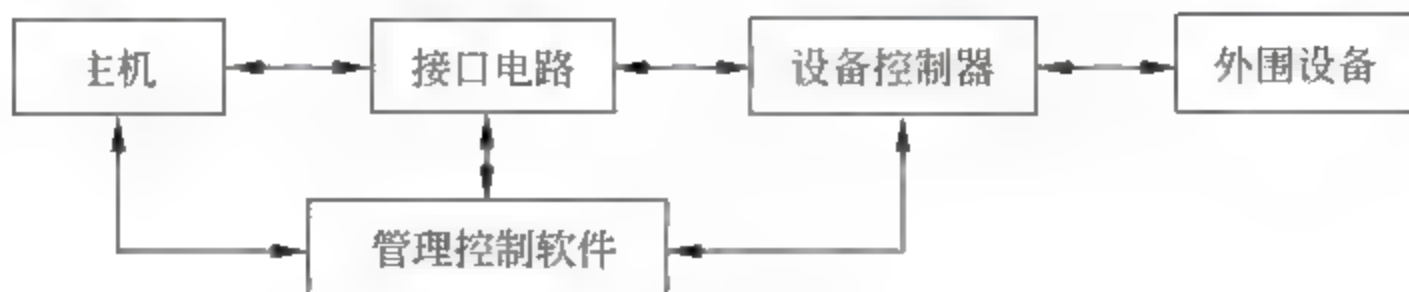 主机
接口电路
设备控制器
外围设备
管理控制软件